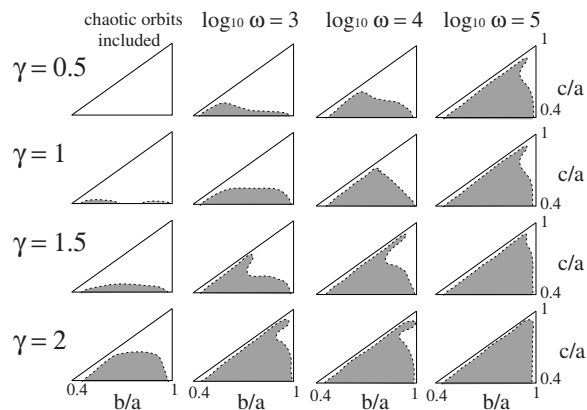 chaotic orbits
included
log₁₀ ω = 3
log₁₀ ω = 4
log₁₀ ω = 5
γ = 0.5
1
c/a
0.4
γ = 1
1
c/a
0.4
γ = 1.5
1
c/a
0.4
γ = 2
1
c/a
0.4
0.4
1
0.4
1
0.4
1
0.4
1
b/a
b/a
b/a
b/a